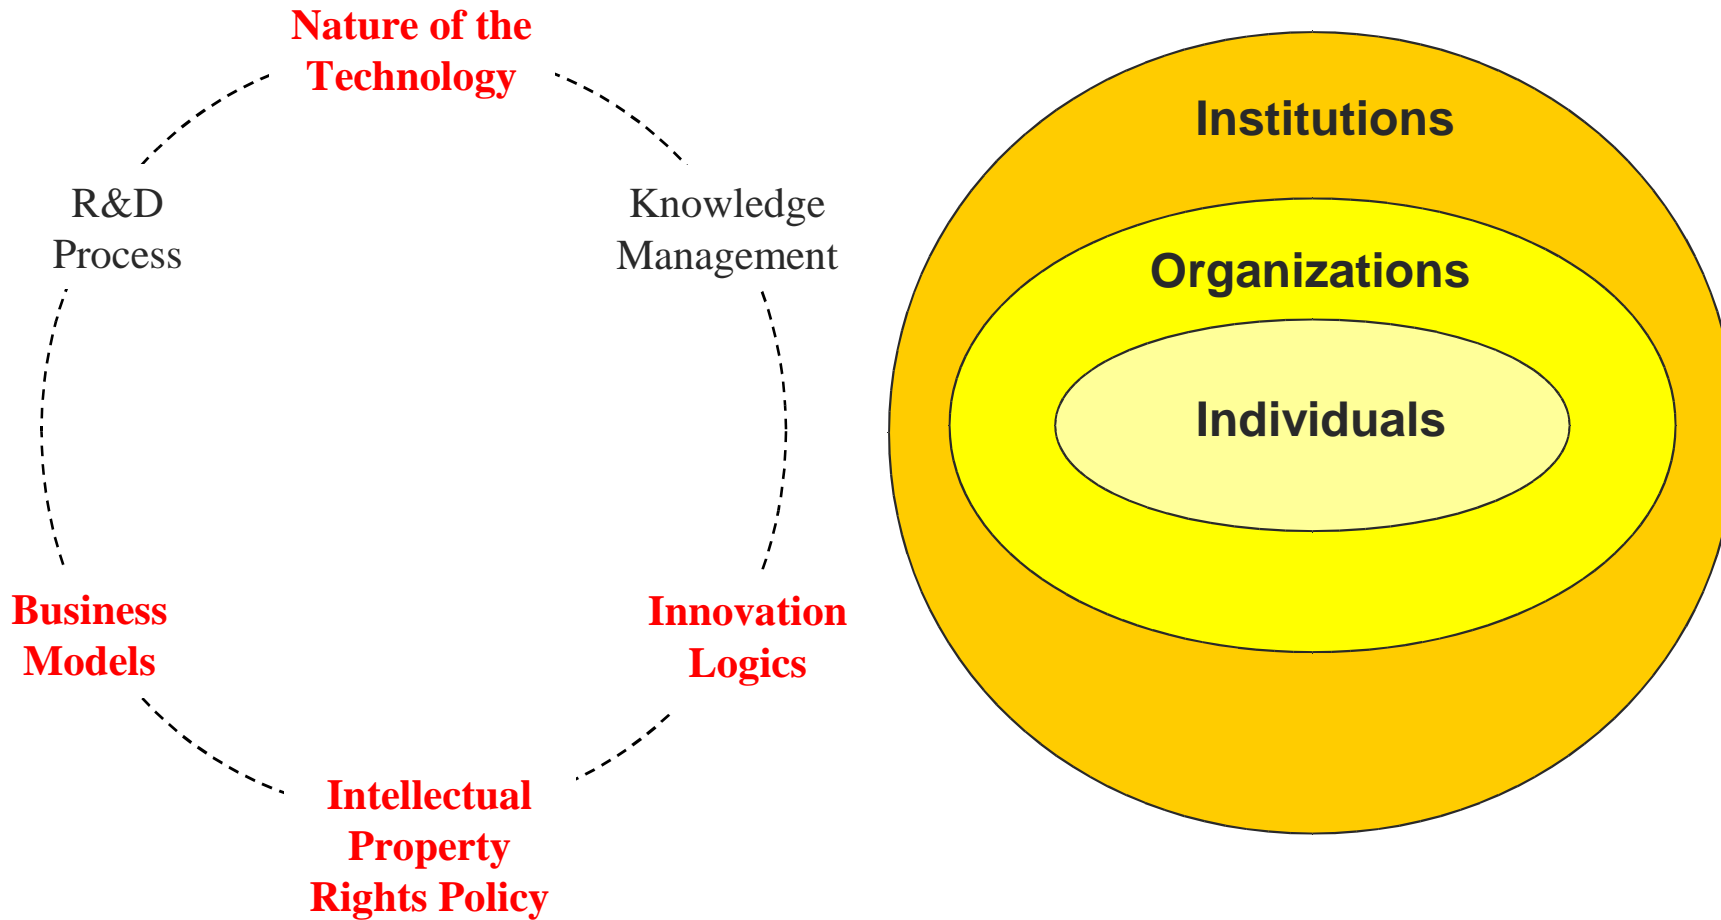 Nature of the
Technology
R&D
Process
Knowledge
Management
Business
Models
Innovation
Logics
Intellectual
Property
Rights Policy
Institutions
Organizations
Individuals